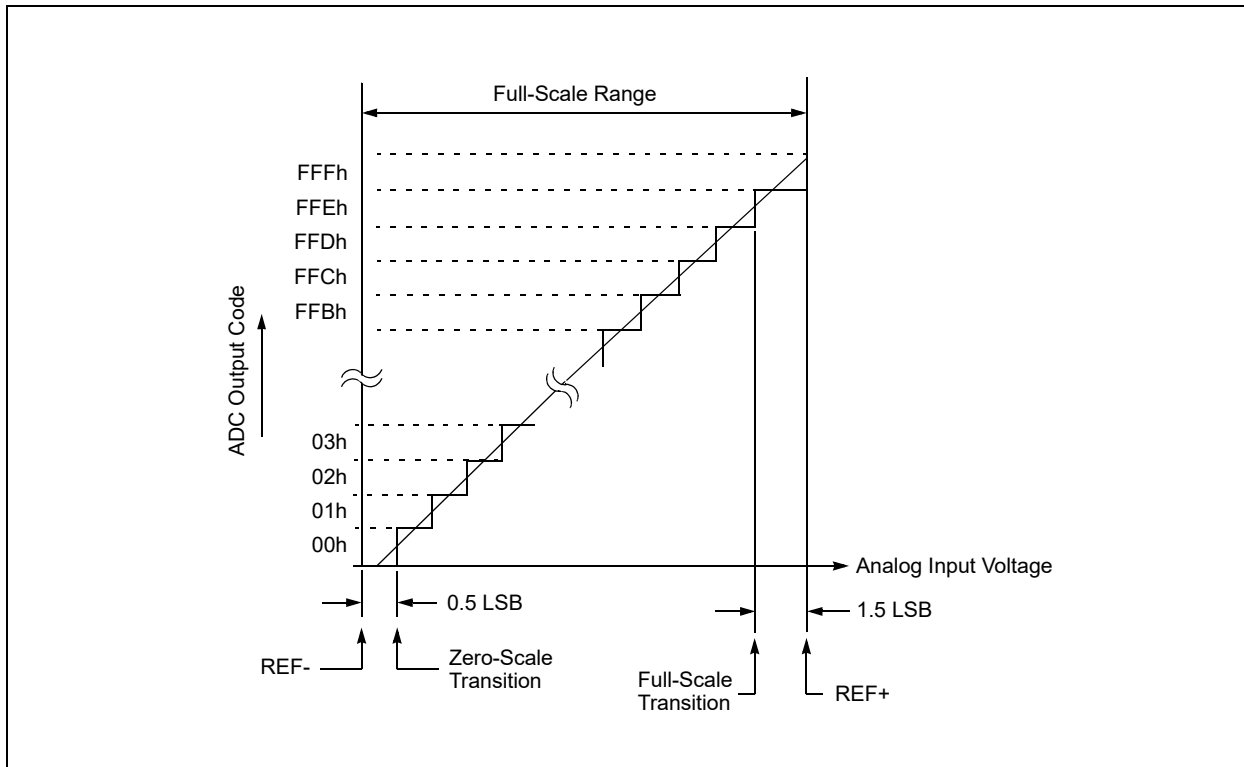 Full-Scale Range
FFFh
FFEh
FFDh
FFCh
FFBh
ADC Output Code
03h
02h
01h
00h
Analog Input Voltage
0.5 LSB
1.5 LSB
REF-
Zero-Scale
Transition
Full-Scale
Transition
REF+